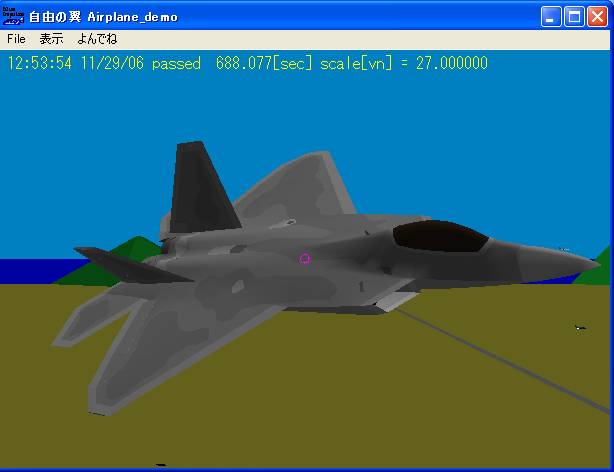 自由の翼 Airplane_demo
File 表示 よんでね
12:53:54 11/29/06 passed 688.077[sec] scale[vn] = 27.000000